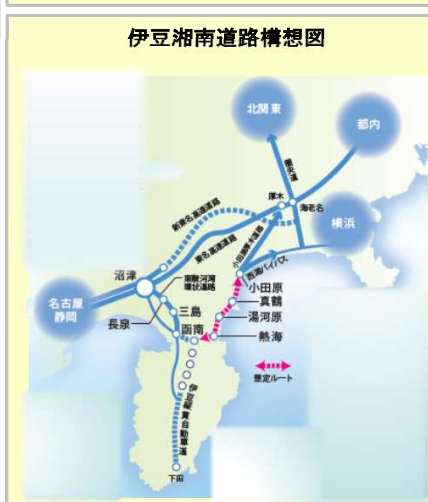 伊豆湘南道路構想図
北関東
都内
圏央道
厚木
海老名
横浜
新東名高速道路
東名高速道路
小田原厚木道路
西湘バイパス
沼津
東駿河湾
環状道路
小田原
真鶴
名古屋
静岡
三島
湯河原
長泉
函南
熱海
想定ルート
伊豆縦貫自動車道
下田